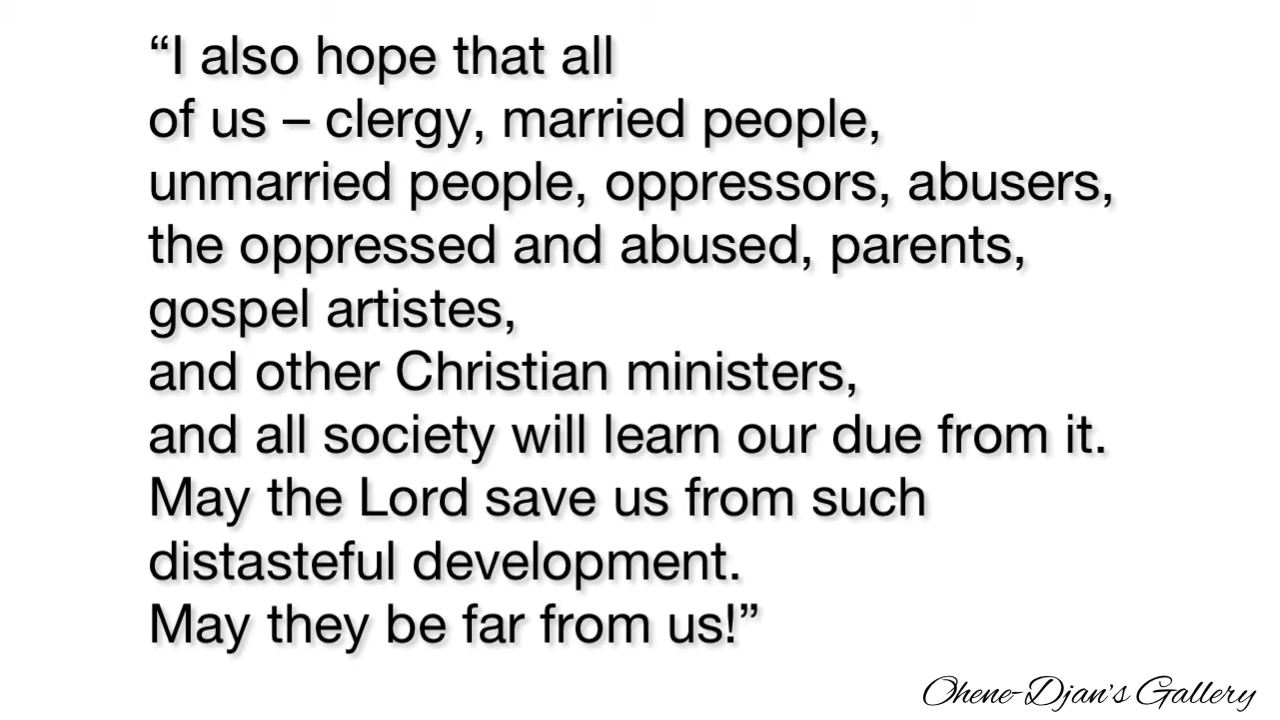 “I also hope that all
of us – clergy, married people,
unmarried people, oppressors, abusers,
the oppressed and abused, parents,
gospel artistes,
and other Christian ministers,
and all society will learn our due from it.
May the Lord save us from such
distasteful development.
May they be far from us!”
Ohene-Djan's Gallery